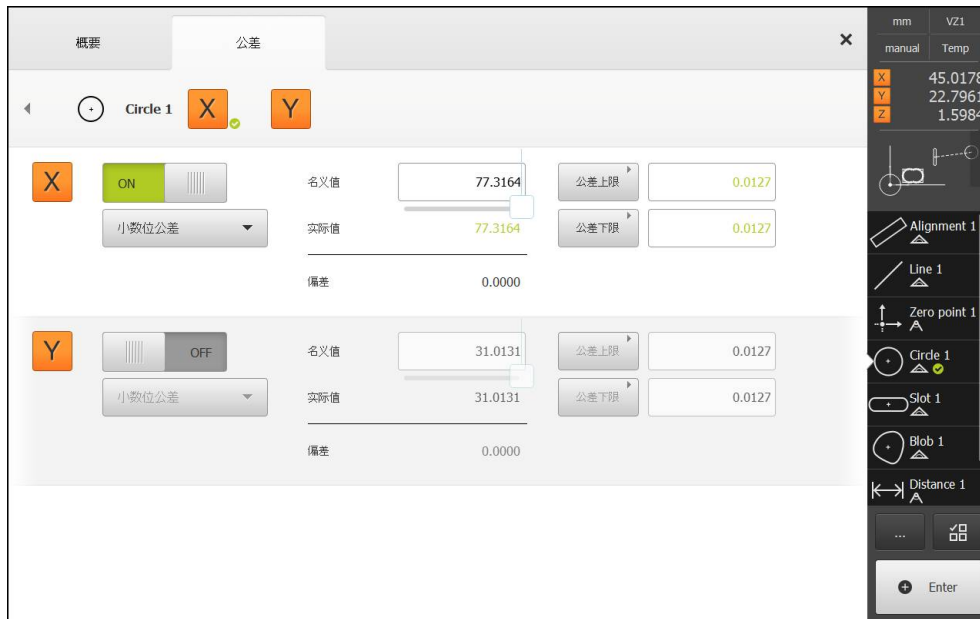 概要
公差
Circle 1
X
Y
X
ON
小数位公差
名义值
77.3164
公差上限
0.0127
实际值
77.3164
公差下限
0.0127
偏差
0.0000
Y
OFF
小数位公差
名义值
31.0131
公差上限
0.0127
实际值
31.0131
公差下限
0.0127
偏差
0.0000
mm
VZ1
manual
Temp
X 45.0178
Y 22.7961
Z 1.5984
Alignment 1
Line 1
Zero point 1
Circle 1
Slot 1
Blob 1
Distance 1
...
Enter